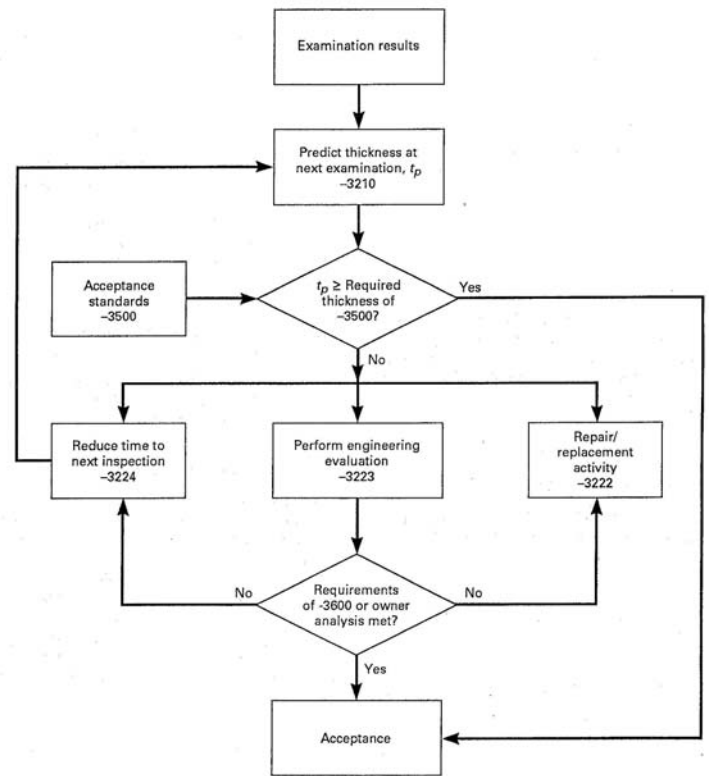 Examination results
Predict thickness at
next examination, tp
–3210
Acceptance
standards
–3500
tp ≥ Required
thickness of
–3500?
Yes
No
Reduce time to
next inspection
–3224
Perform engineering
evaluation
–3223
Repair/
replacement
activity
–3222
No
Requirements
of -3600 or owner
analysis met?
No
Yes
Acceptance